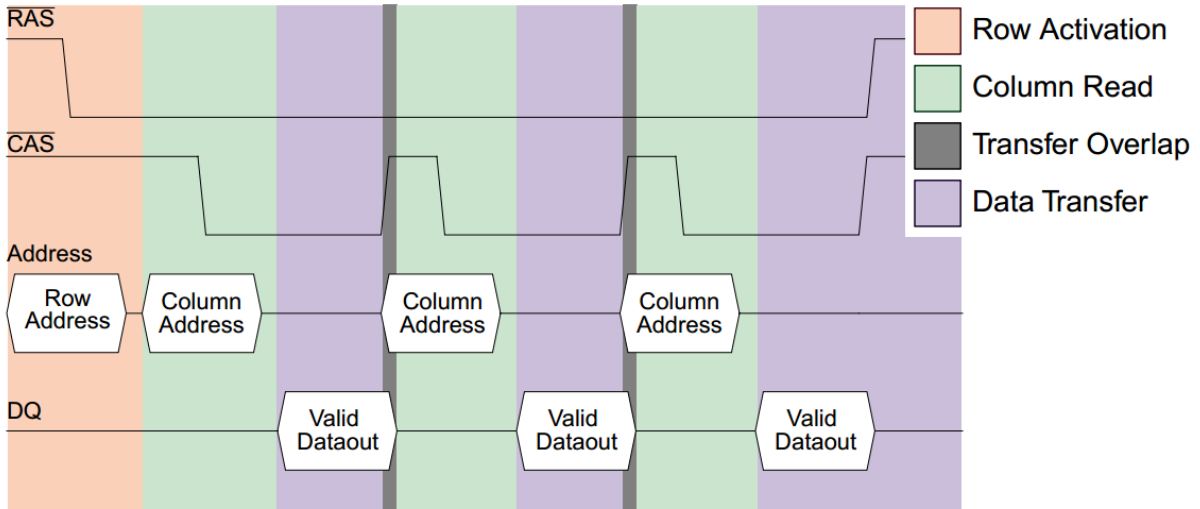 RAS
Row Activation
Column Read
CAS
Transfer Overlap
Data Transfer
Address
Row
Address
Column
Address
Column
Address
Column
Address
DQ
Valid
Dataout
Valid
Dataout
Valid
Dataout